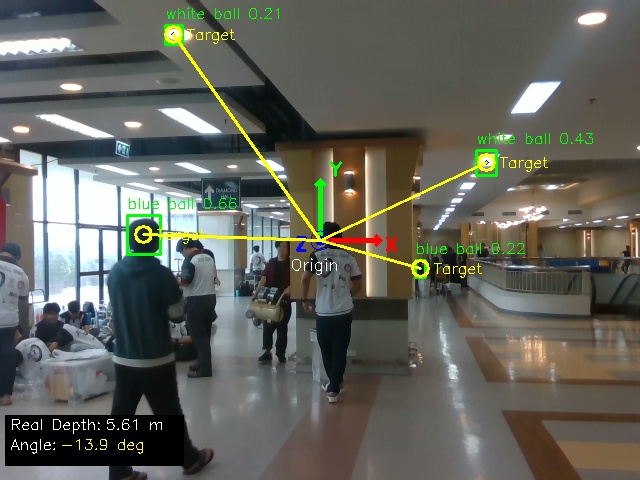 white ball 0.21
Target
white ball 0.43
Target
blue ball 0.66
Target
Y
Z
X
Origin
blue ball 0.22
Target
Real Depth: 5.61 m
Angle: -13.9 deg